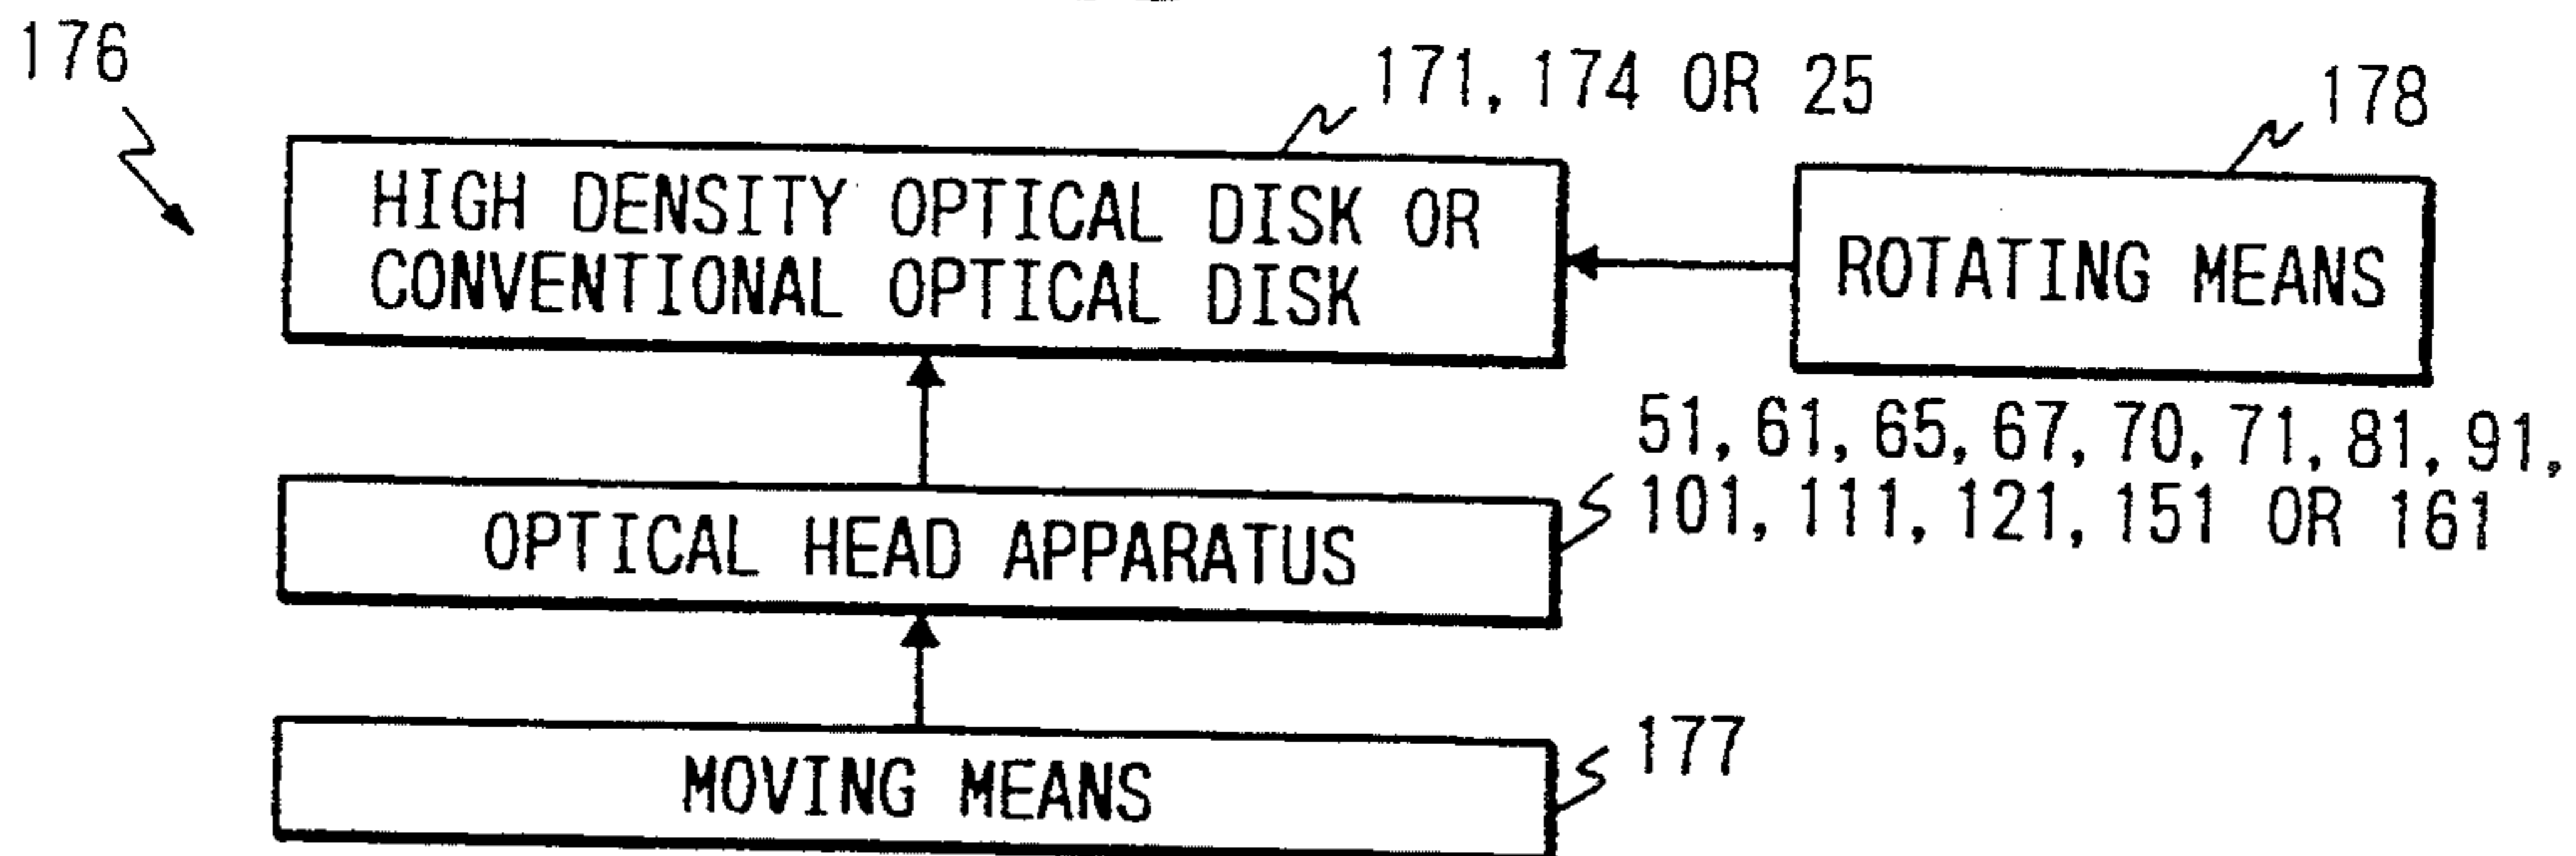 176
171, 174 OR 25
178
HIGH DENSITY OPTICAL DISK OR
CONVENTIONAL OPTICAL DISK
ROTATING MEANS
51, 61, 65, 67, 70, 71, 81, 91,
101, 111, 121, 151 OR 161
OPTICAL HEAD APPARATUS
177
MOVING MEANS